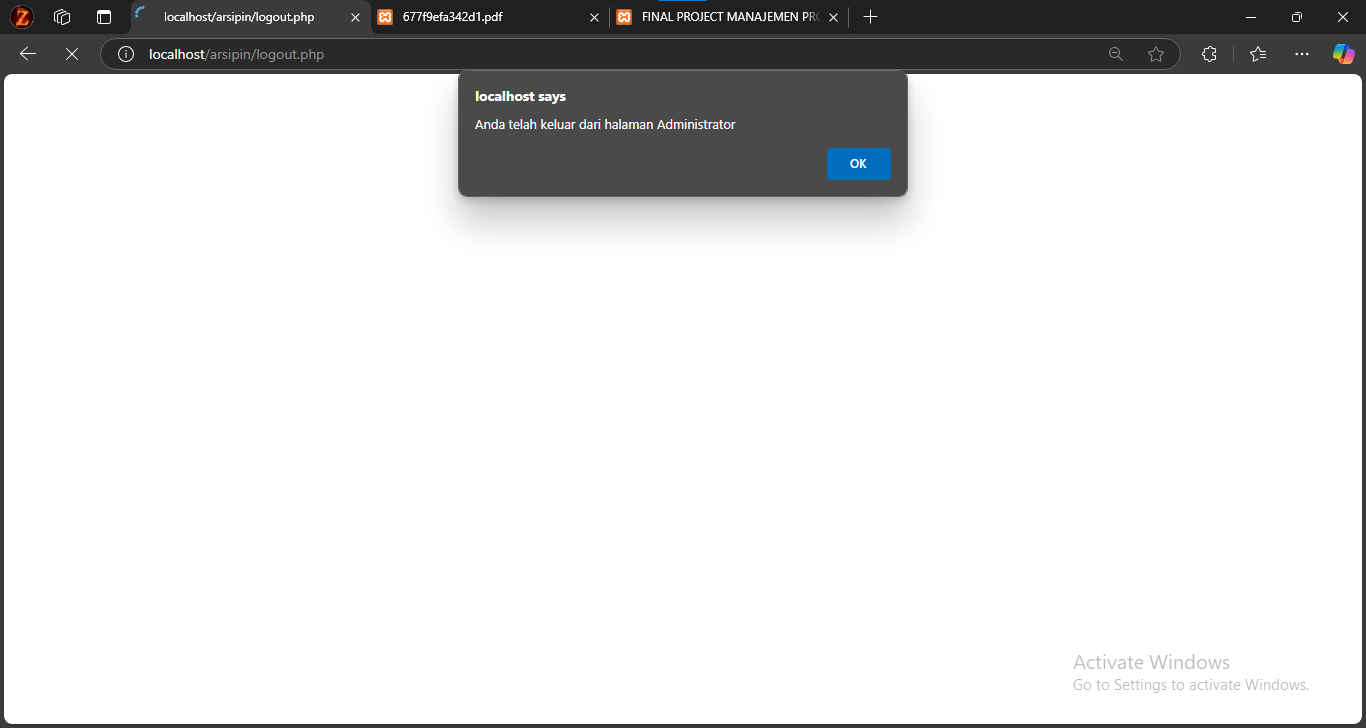 localhost/arsipin/logout.php
677f9efa342d1.pdf
FINAL PROJECT MANAJEMEN PR
localhost/arsipin/logout.php
localhost says
Anda telah keluar dari halaman Administrator
OK
Activate Windows
Go to Settings to activate Windows.